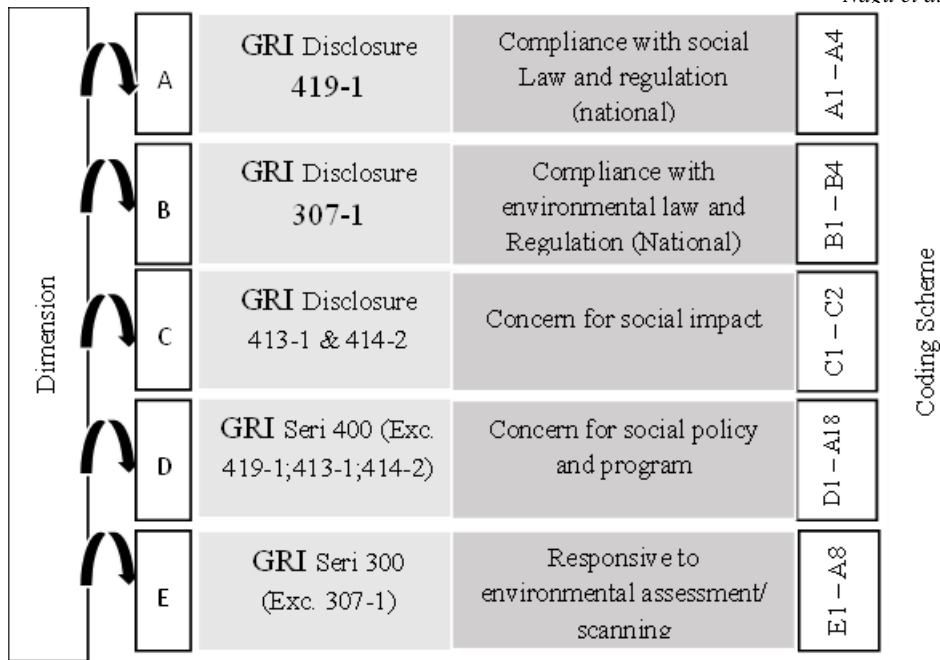 Dimension
A
GRI Disclosure
419-1
Compliance with social
Law and regulation
(national)
A1 – A4
B
GRI Disclosure
307-1
Compliance with
environmental law and
Regulation (National)
B1 – B4
C
GRI Disclosure
413-1 & 414-2
Concern for social impact
C1 – C2
D
GRI Seri 400 (Exc.
419-1;413-1;414-2)
Concern for social policy
and program
D1 – A18
E
GRI Seri 300
(Exc. 307-1)
Responsive to
environmental assessment/
scanning
E1 – A8
Coding Scheme